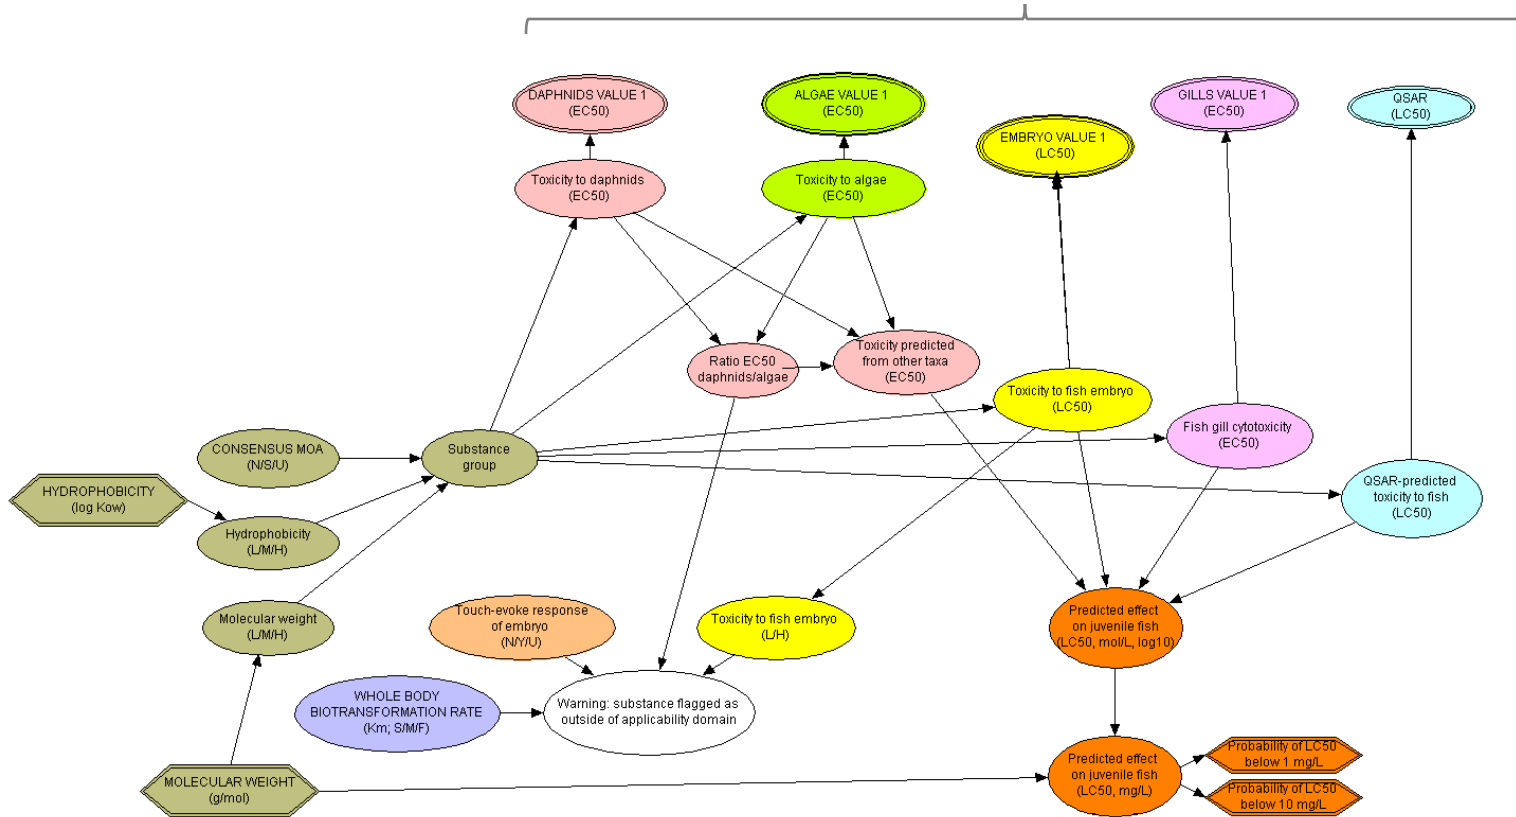 DAPHNIDS VALUE 1
(EC50)
ALGAE VALUE 1
(EC50)
EMBRYO VALUE 1
(LC50)
GILLS VALUE 1
(EC50)
QSAR
(LC50)
Toxicity to daphnids
(EC50)
Toxicity to algae
(EC50)
Ratio EC50
daphnids/algae
Toxicity predicted
from other taxa
(EC50)
Toxicity to fish embryo
(LC50)
Fish gill cytotoxicity
(EC50)
QSAR-predicted
toxicity to fish
(LC50)
CONSENSUS MOA
(N/S/U)
Substance
group
HYDROPHOBICITY
(log Kow)
Hydrophobicity
(L/M/H)
Molecular weight
(L/M/H)
Touch-evoke response
of embryo
(N/Y/U)
Toxicity to fish embryo
(L/H)
Predicted effect
on juvenile fish
(LC50, mol/L, log10)
WHOLE BODY
BIOTRANSFORMATION RATE
(Km; S/M/F)
Warning: substance flagged as
outside of applicability domain
MOLECULAR WEIGHT
(g/mol)
Predicted effect
on juvenile fish
(LC50, mg/L)
Probability of LC50
below 1 mg/L
Probability of LC50
below 10 mg/L